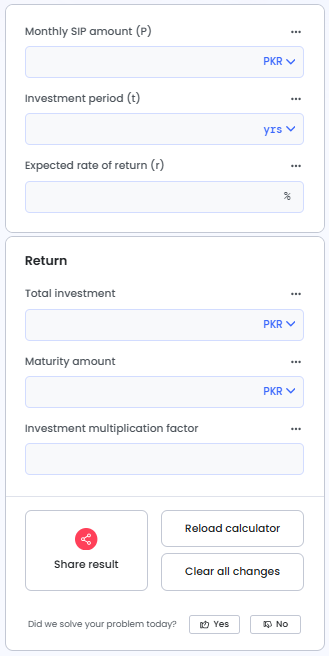 Monthly SIP amount (P)
PKR
Investment period (t)
yrs
Expected rate of return (r)
%
Return
Total investment
PKR
Maturity amount
PKR
Investment multiplication factor
Share result
Reload calculator
Clear all changes
Did we solve your problem today?
Yes
No